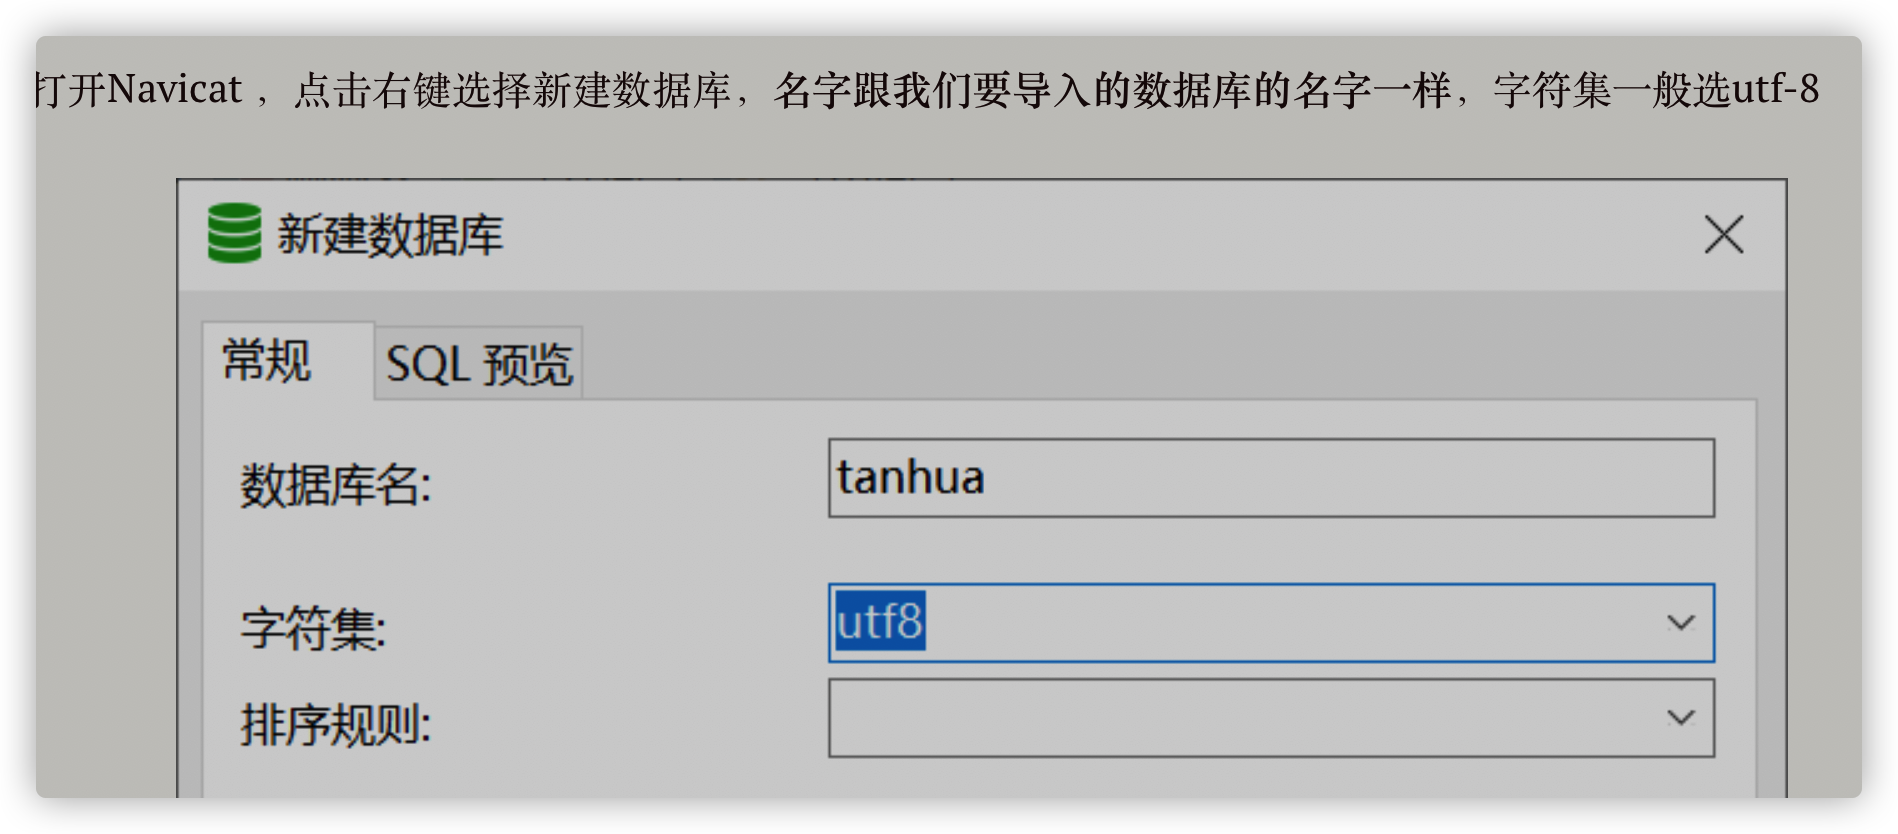 打开Navicat ，点击右键选择新建数据库，名字跟我们要导入的数据库的名字一样，字符集一般选utf-8
新建数据库
常规 SQL 预览
数据库名: tanhua
字符集: utf8
排序规则: